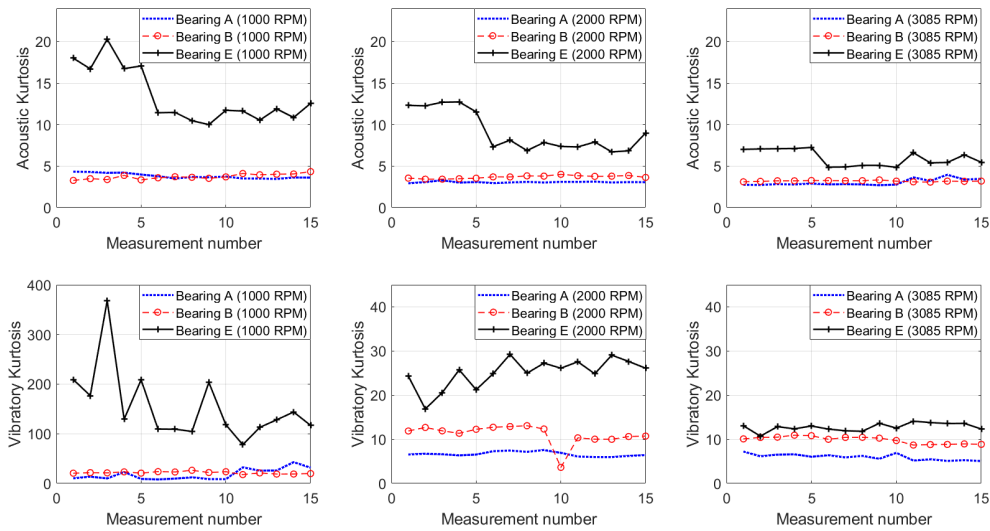 Bearing A (1000 RPM)
Bearing B (1000 RPM)
Bearing E (1000 RPM)
20
15
10
5
0
Acoustic Kurtosis
0 5 10 15
Measurement number
Bearing A (2000 RPM)
Bearing B (2000 RPM)
Bearing E (2000 RPM)
20
15
10
5
0
Acoustic Kurtosis
0 5 10 15
Measurement number
Bearing A (3085 RPM)
Bearing B (3085 RPM)
Bearing E (3085 RPM)
20
15
10
5
0
Acoustic Kurtosis
0 5 10 15
Measurement number
Bearing A (1000 RPM)
Bearing B (1000 RPM)
Bearing E (1000 RPM)
400
300
200
100
0
Vibratory Kurtosis
0 5 10 15
Measurement number
Bearing A (2000 RPM)
Bearing B (2000 RPM)
Bearing E (2000 RPM)
40
30
20
10
0
Vibratory Kurtosis
0 5 10 15
Measurement number
Bearing A (3085 RPM)
Bearing B (3085 RPM)
Bearing E (3085 RPM)
40
30
20
10
0
Vibratory Kurtosis
0 5 10 15
Measurement number